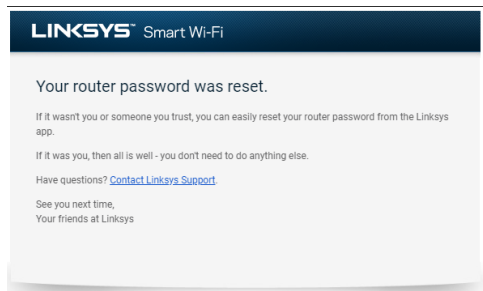 LINKSYS™ Smart Wi-Fi
Your router password was reset.
If it wasn't you or someone you trust, you can easily reset your router password from the Linksys
app.
If it was you, then all is well - you don't need to do anything else.
Have questions? Contact Linksys Support.
See you next time,
Your friends at Linksys